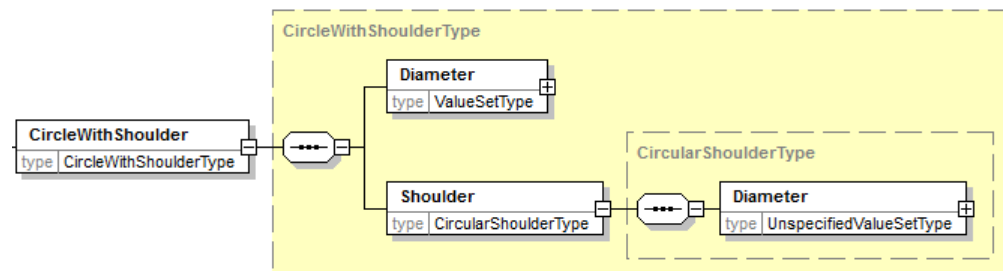 CircleWithShoulderType
Diameter
type ValueSetType
CircleWithShoulder
type CircleWithShoulderType
CircularShoulderType
Shoulder
type CircularShoulderType
Diameter
type UnspecifiedValueSetType